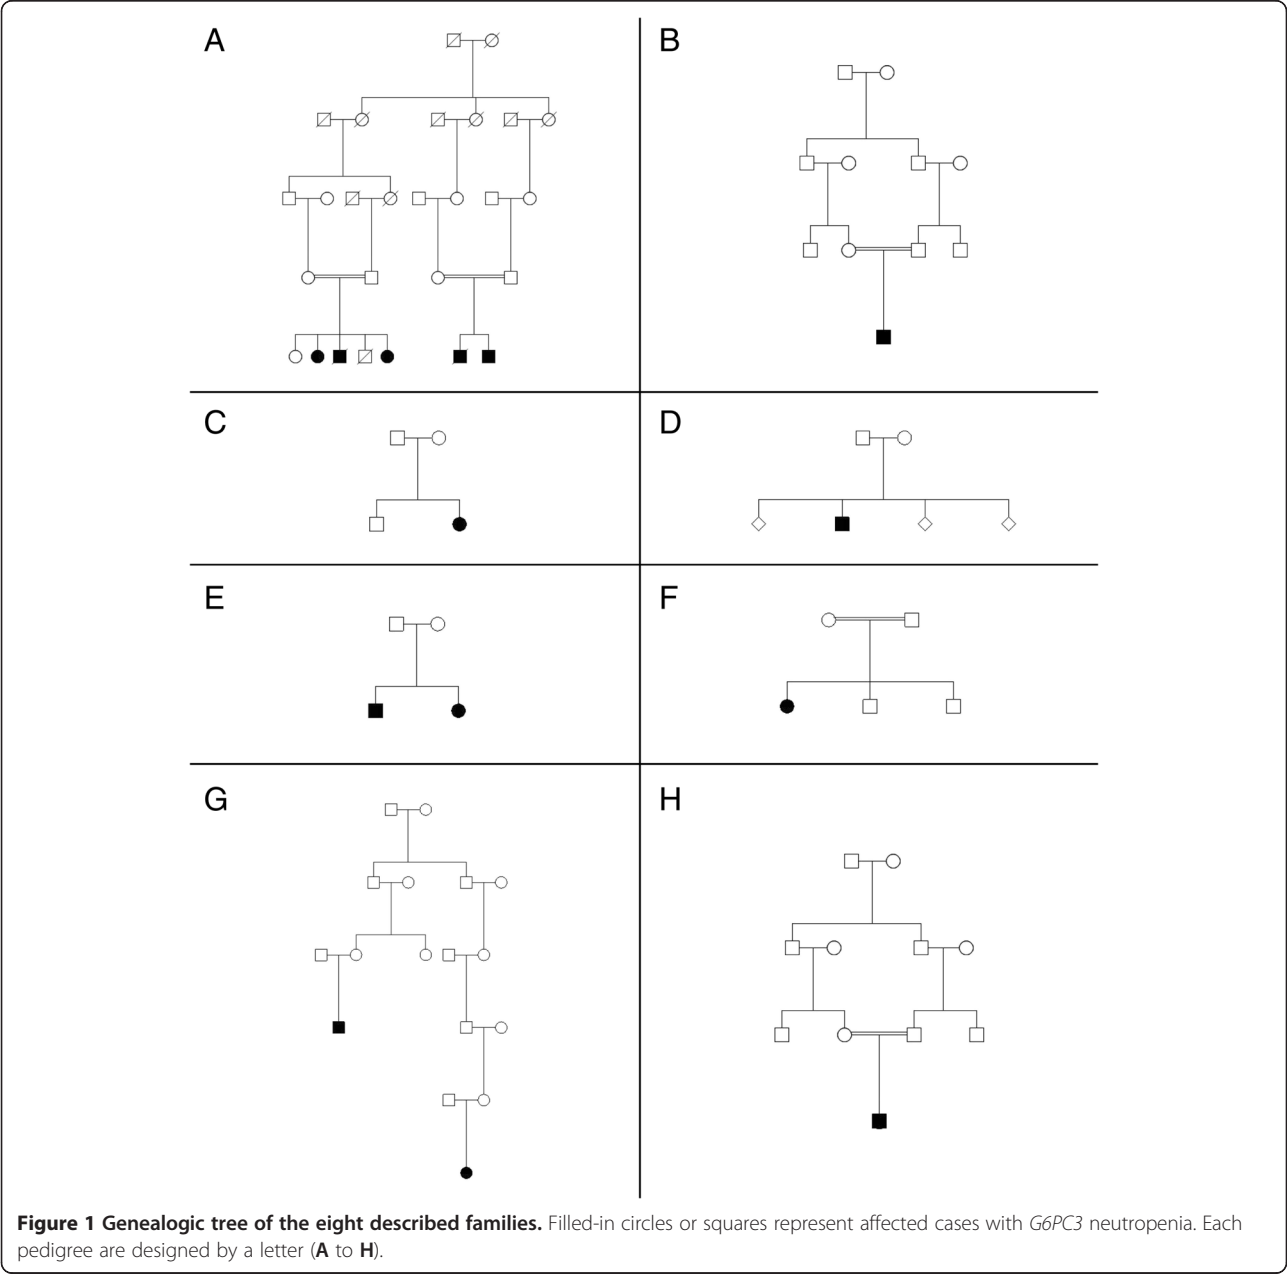 A
B
C
D
E
F
G
H
Figure 1 Genealogic tree of the eight described families. Filled-in circles or squares represent affected cases with G6PC3 neutropenia. Each
pedigree are designed by a letter (A to H).